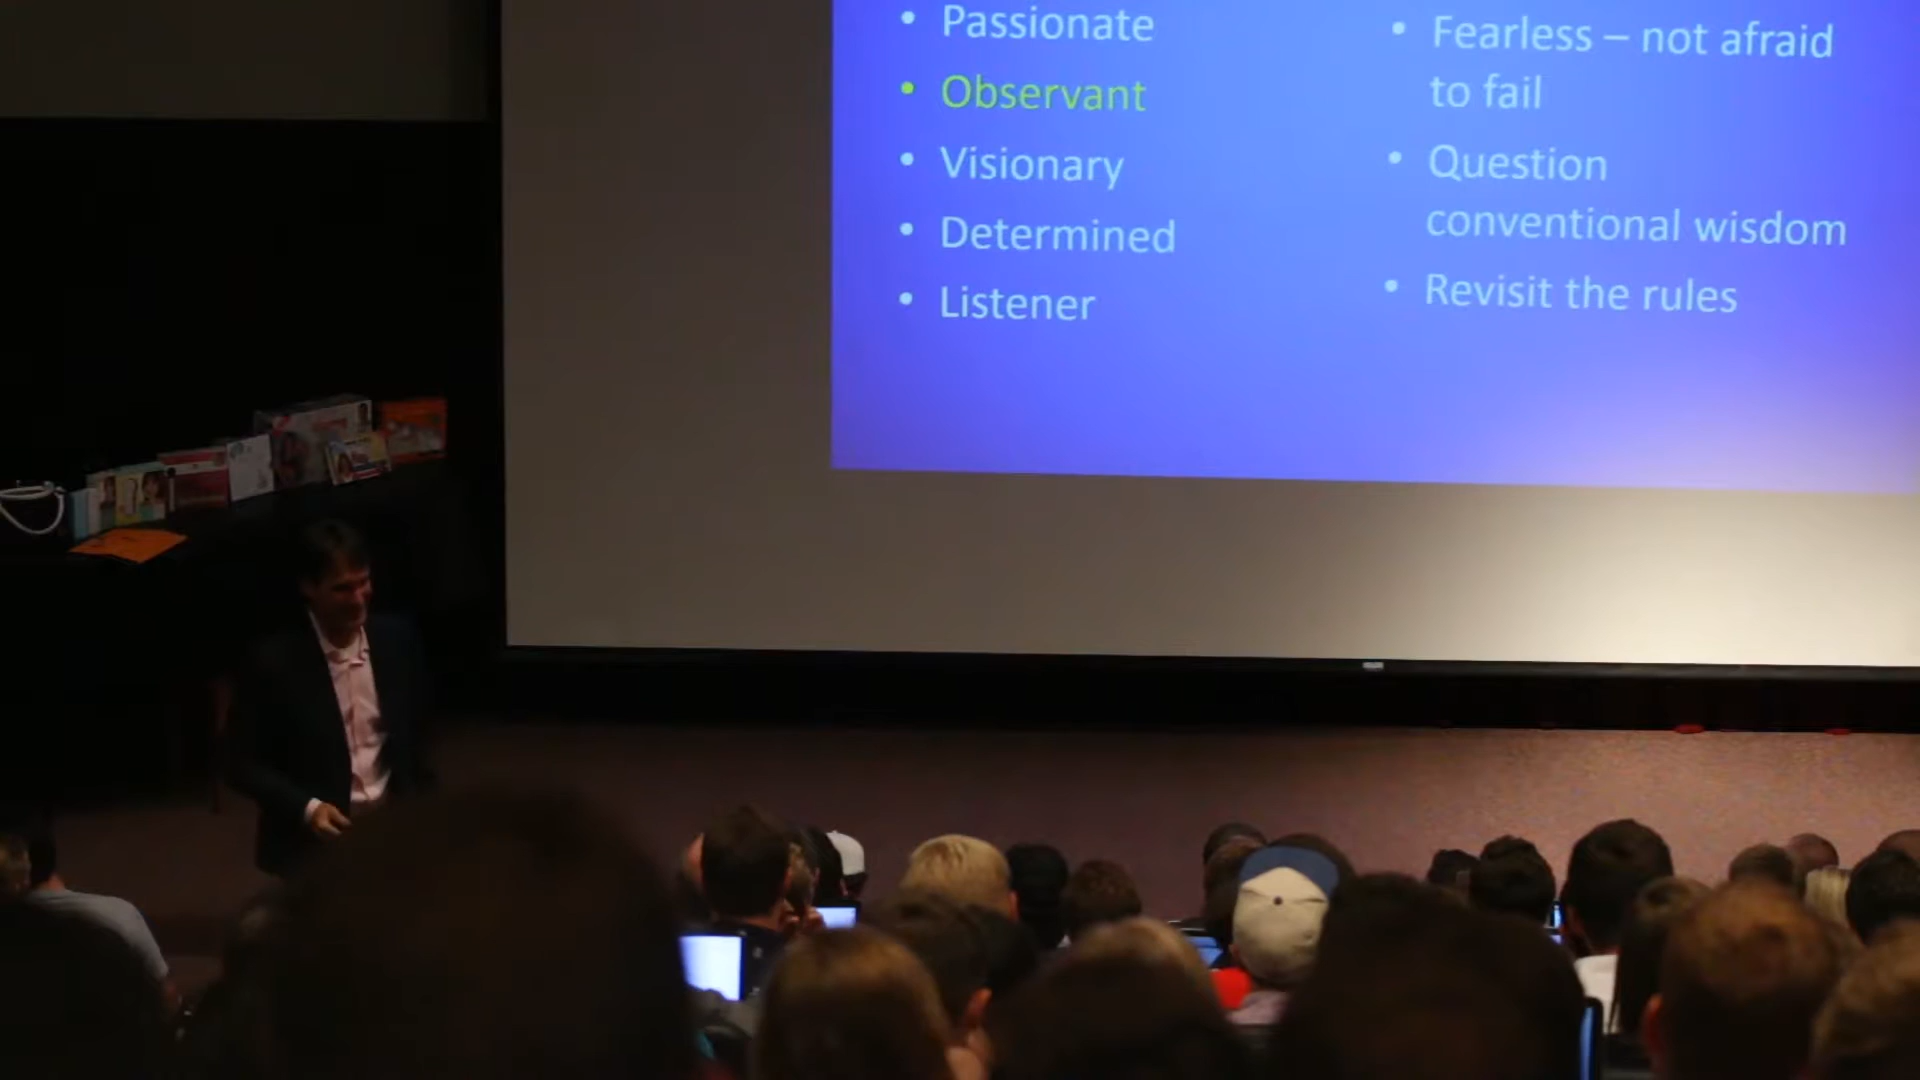 • Passionate
• Observant
• Visionary
• Determined
• Listener
• Fearless – not afraid
to fail
• Question
conventional wisdom
• Revisit the rules